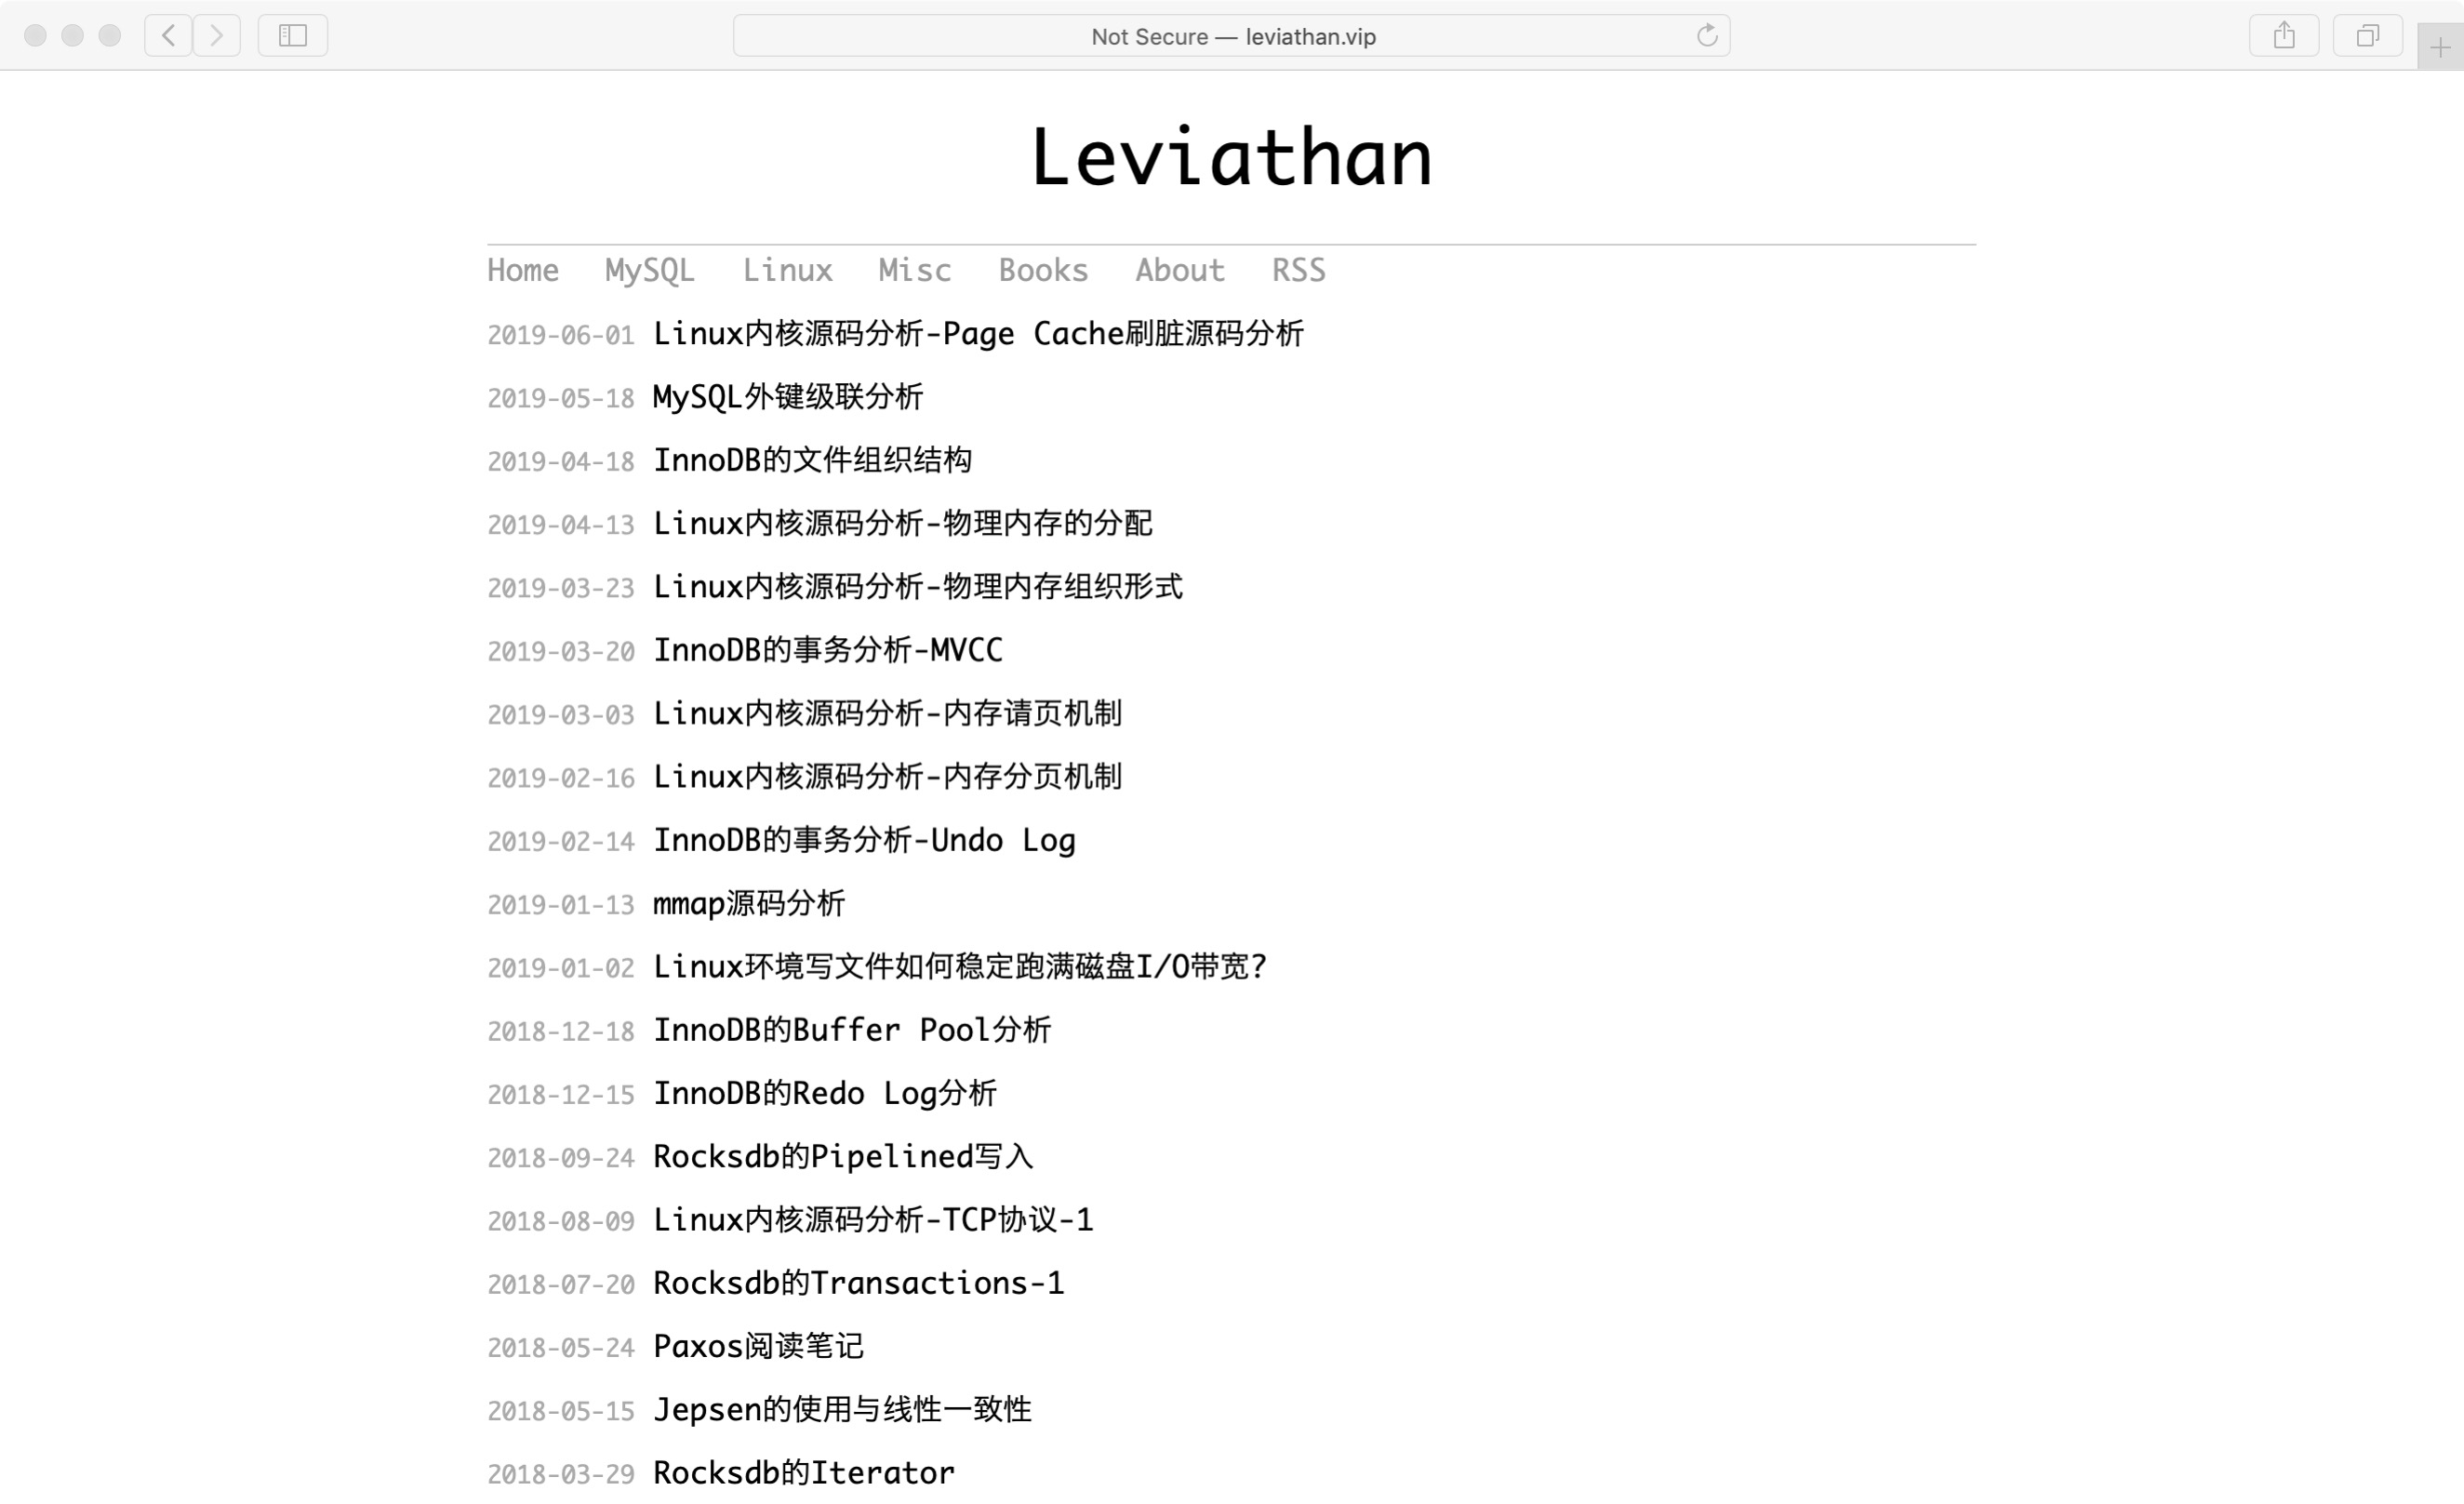 Not Secure — leviathan.vip
Leviathan
Home MySQL Linux Misc Books About RSS
2019-06-01 Linux内核源码分析-Page Cache刷脏源码分析
2019-05-18 MySQL外键级联分析
2019-04-18 InnoDB的文件组织结构
2019-04-13 Linux内核源码分析-物理内存的分配
2019-03-23 Linux内核源码分析-物理内存组织形式
2019-03-20 InnoDB的事务分析-MVCC
2019-03-03 Linux内核源码分析-内存请页机制
2019-02-16 Linux内核源码分析-内存分页机制
2019-02-14 InnoDB的事务分析-Undo Log
2019-01-13 mmap源码分析
2019-01-02 Linux环境写文件如何稳定跑满磁盘I/O带宽?
2018-12-18 InnoDB的Buffer Pool分析
2018-12-15 InnoDB的Redo Log分析
2018-09-24 Rocksdb的Pipelined写入
2018-08-09 Linux内核源码分析-TCP协议-1
2018-07-20 Rocksdb的Transactions-1
2018-05-24 Paxos阅读笔记
2018-05-15 Jepsen的使用与线性一致性
2018-03-29 Rocksdb的Iterator